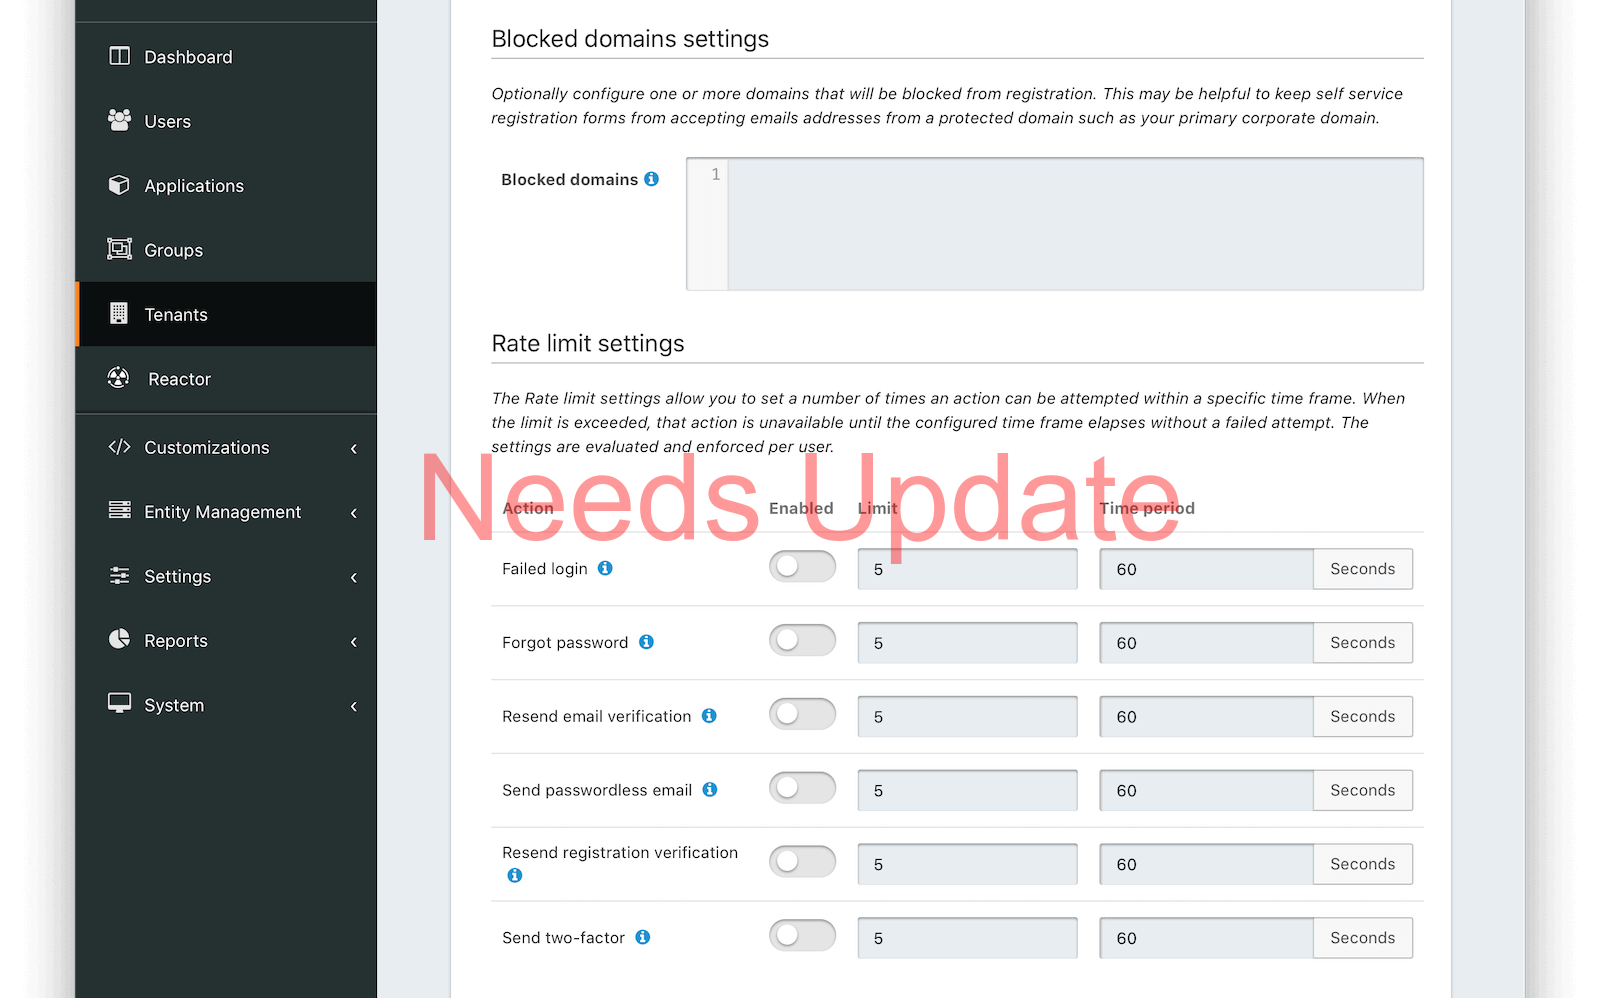 Dashboard
Users
Applications
Groups
Tenants
Reactor
Customizations
Entity Management
Settings
Reports
System
Blocked domains settings
Optionally configure one or more domains that will be blocked from registration. This may be helpful to keep self service
registration forms from accepting emails addresses from a protected domain such as your primary corporate domain.
Blocked domains
1
Rate limit settings
The Rate limit settings allow you to set a number of times an action can be attempted within a specific time frame. When
the limit is exceeded, that action is unavailable until the configured time frame elapses without a failed attempt. The
settings are evaluated and enforced per user.
Needs Update
Action Enabled Limit Time period
Failed login 5 60 Seconds
Forgot password 5 60 Seconds
Resend email verification 5 60 Seconds
Send passwordless email 5 60 Seconds
Resend registration verification 5 60 Seconds
Send two-factor 5 60 Seconds